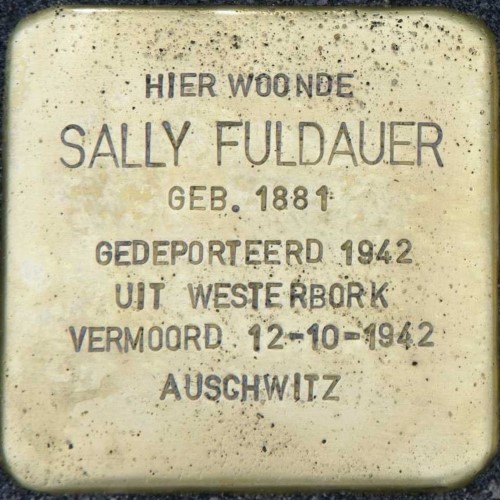 HIER WOONDE
SALLY FULDAUER
GEB. 1881
GEDEPORTEERD 1942
UIT WESTERBORK
VERMOORD 12-10-1942
AUSCHWITZ